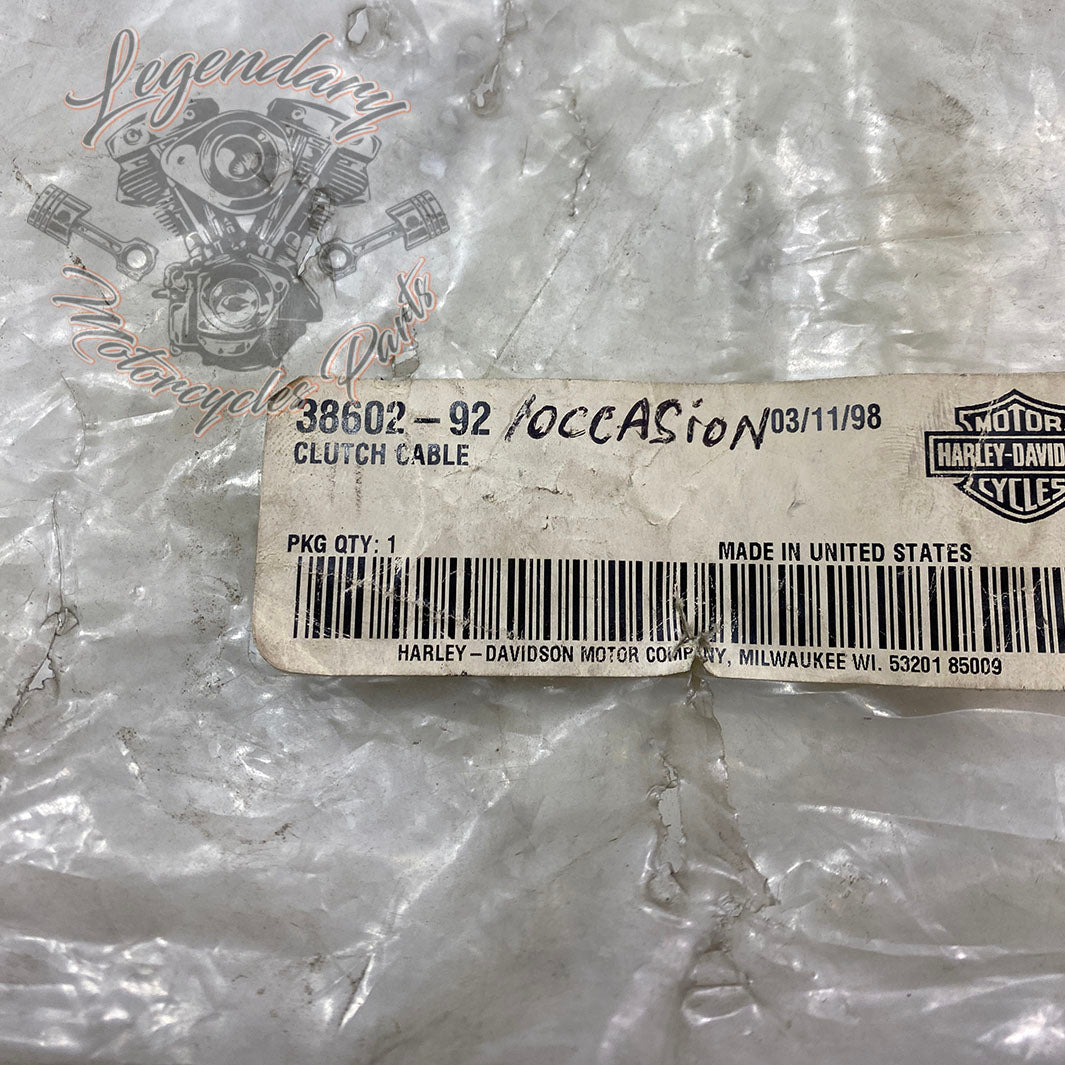 Legendary
Motorcycles Parts
38602-92 /OCCASION 03/11/98
CLUTCH CABLE
MOTOR
HARLEY-DAVID
CYCLES
PKG QTY: 1
MADE IN UNITED STATES
HARLEY-DAVIDSON MOTOR COMPANY, MILWAUKEE WI. 53201 85009